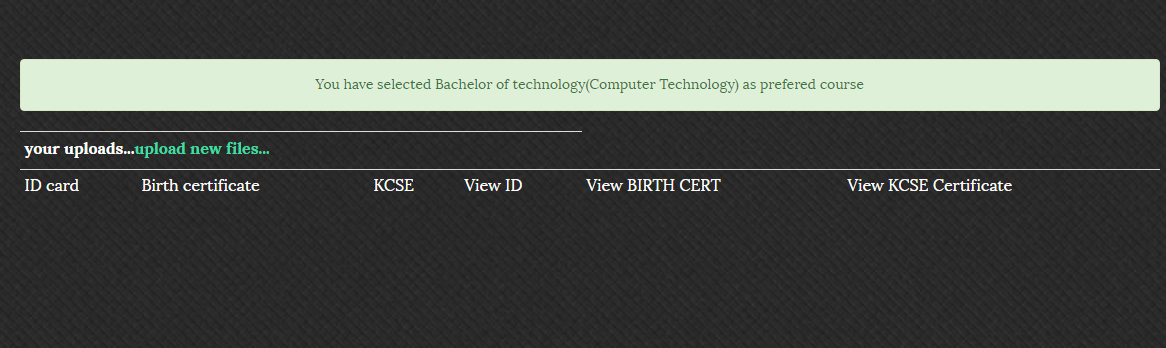 You have selected Bachelor of technology(Computer Technology) as prefered course
your uploads...upload new files...
ID card Birth certificate KCSE View ID View BIRTH CERT View KCSE Certificate